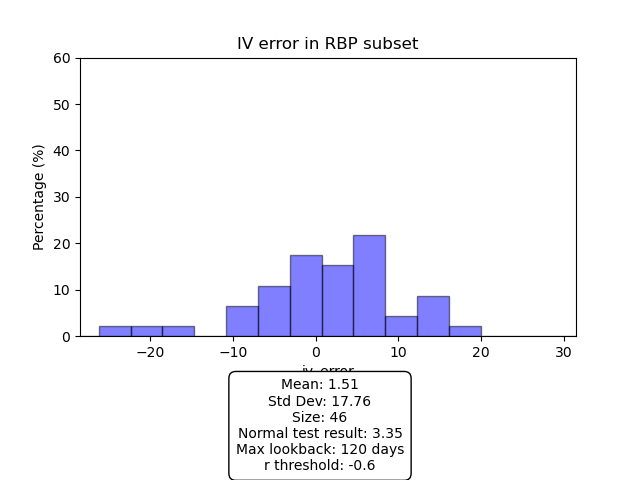 IV error in RBP subset
60
50
40
30
20
10
0
Percentage (%)
−20
−10
0
10
20
30
iv_error
Mean: 1.51
Std Dev: 17.76
Size: 46
Normal test result: 3.35
Max lookback: 120 days
r threshold: -0.6